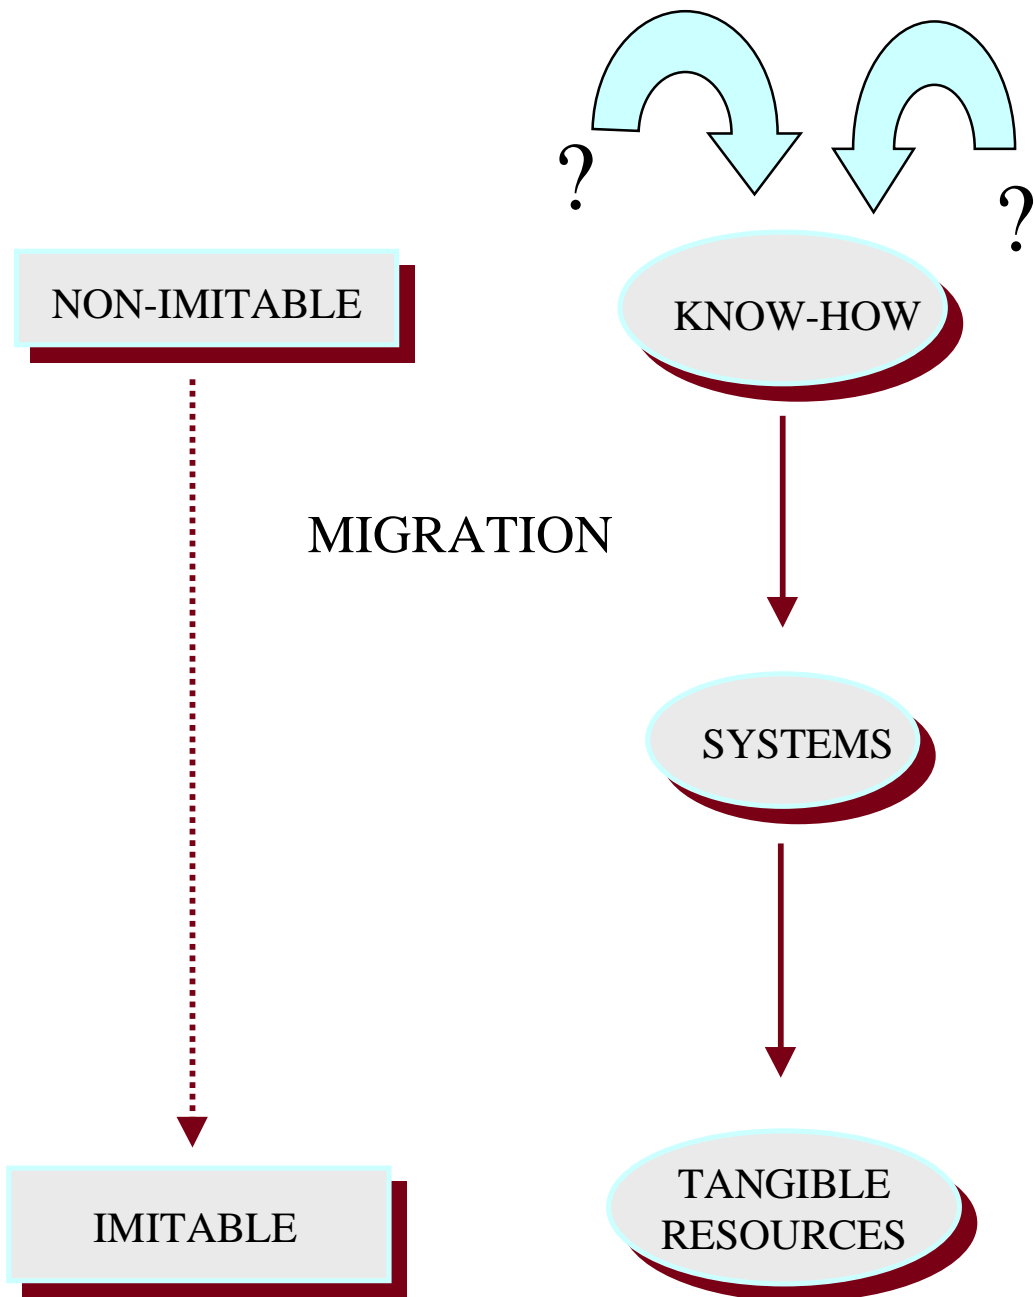 ?
?
NON-IMITABLE
KNOW-HOW
MIGRATION
SYSTEMS
TANGIBLE
RESOURCES
IMITABLE